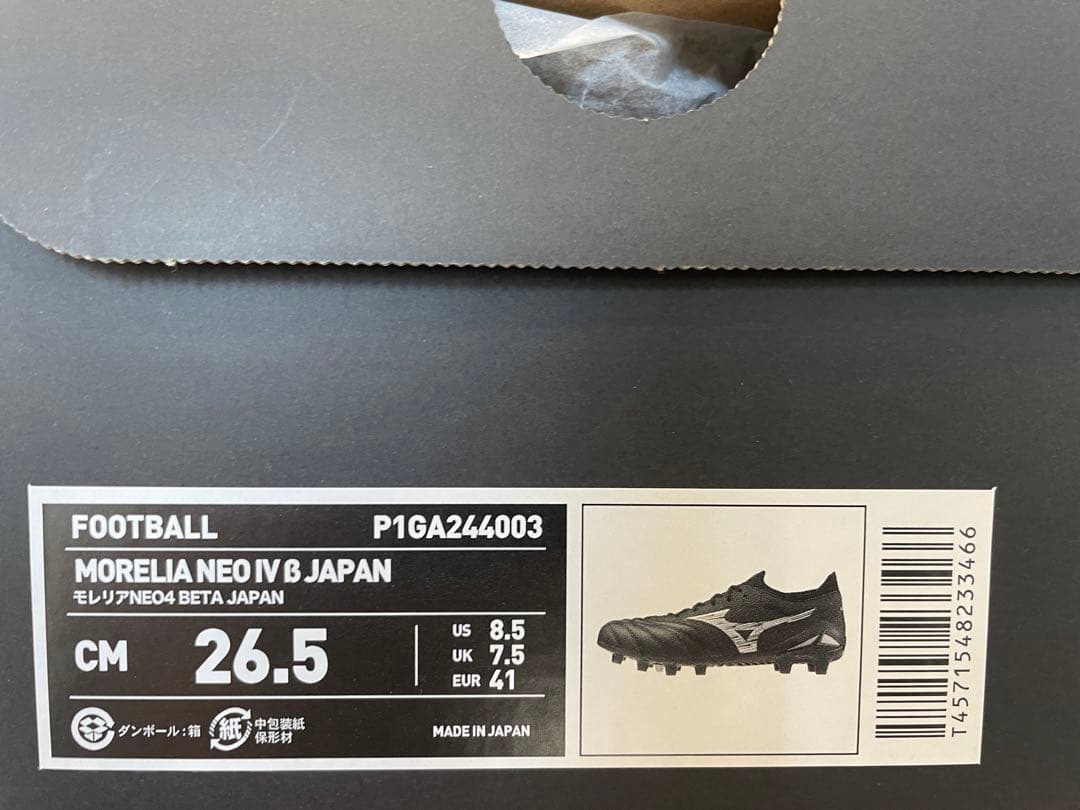 FOOTBALL P1GA244003
MORELIA NEO IV β JAPAN
モレリアNEO4 BETA JAPAN
CM 26.5
US 8.5
UK 7.5
EUR 41
ダンボール:箱
紙 中包装紙
保形材
MADE IN JAPAN
T4571548233466